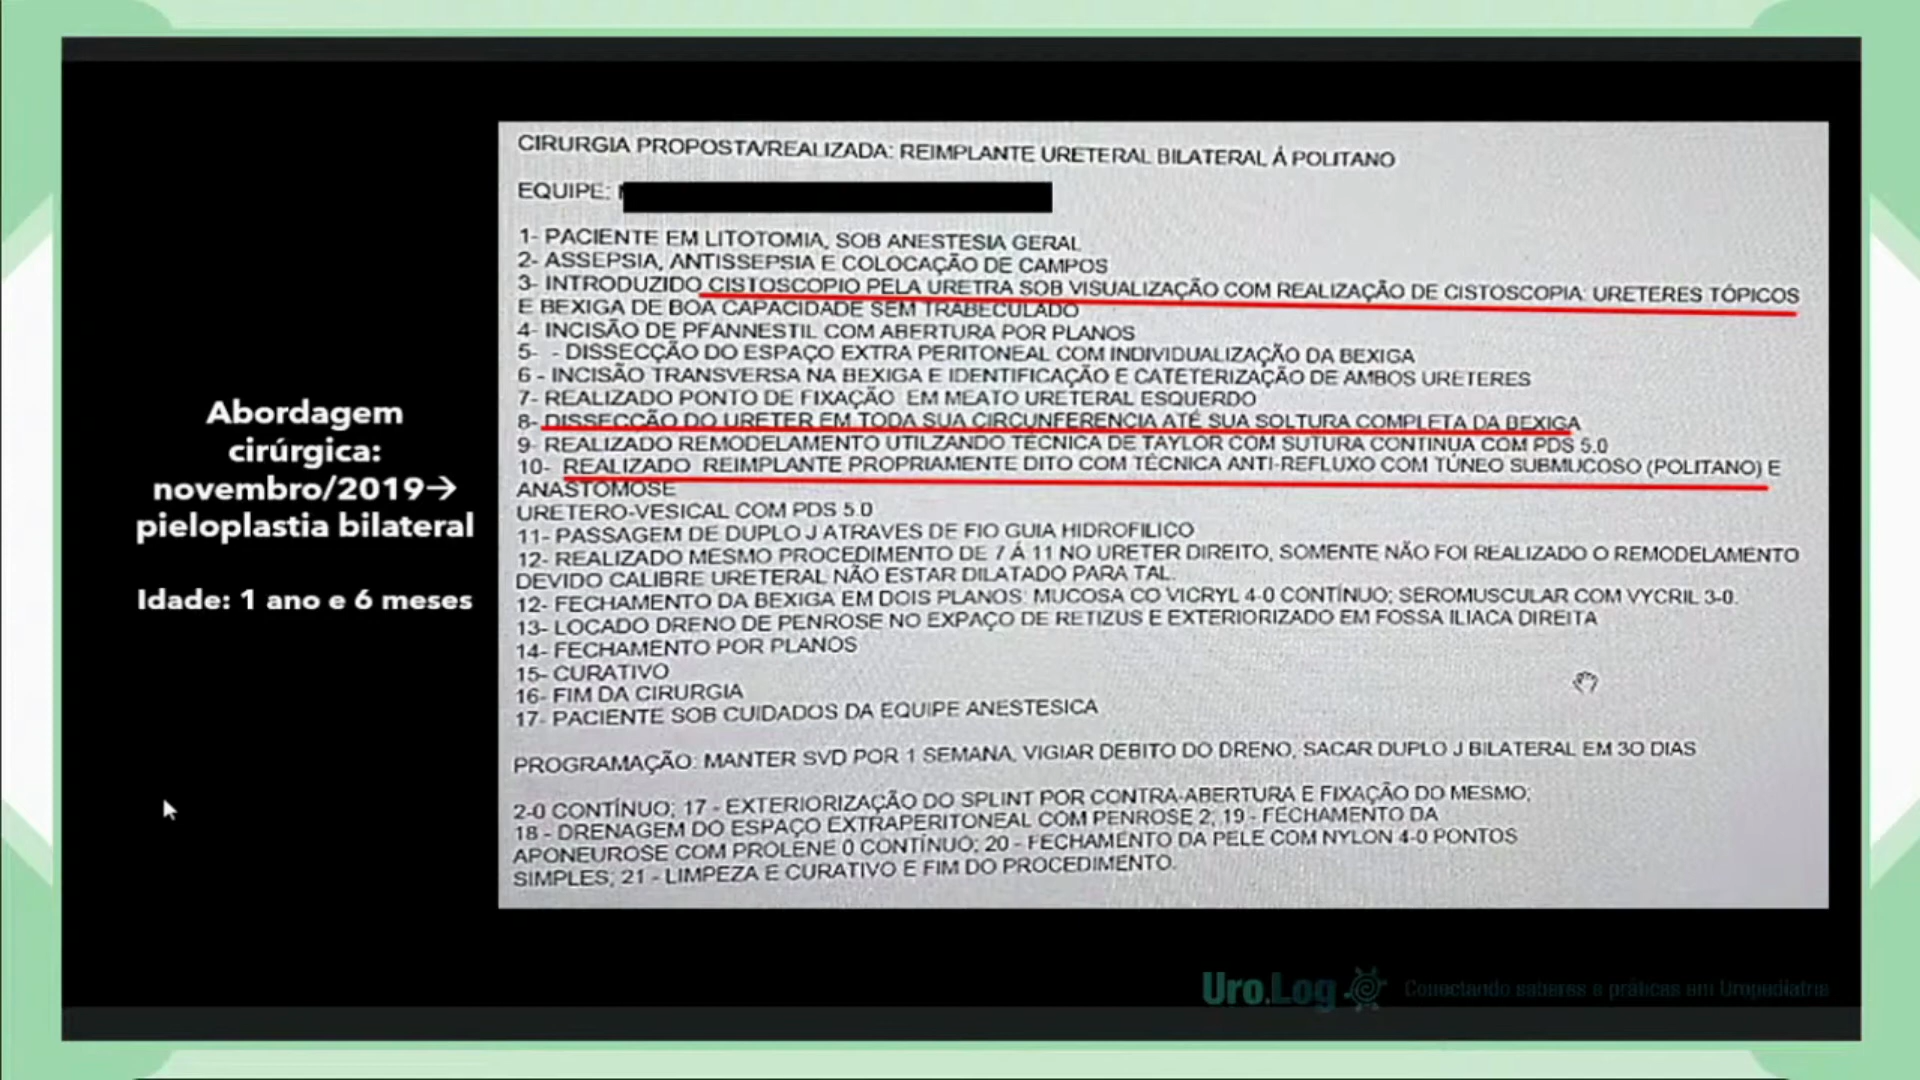 Abordagem
cirúrgica:
novembro/2019→
pieloplastia bilateral
Idade: 1 ano e 6 meses
CIRURGIA PROPOSTA/REALIZADA: REIMPLANTE URETERAL BILATERAL Á POLITANO
EQUIPE:
1- PACIENTE EM LITOTOMIA, SOB ANESTESIA GERAL
2- ASSEPSIA, ANTISSEPSIA E COLOCAÇÃO DE CAMPOS
3- INTRODUZIDO CISTOSCOPIO PELA URETRA SOB VISUALIZAÇÃO COM REALIZAÇÃO DE CISTOSCOPIA: URETERES TÓPICOS
E BEXIGA DE BOA CAPACIDADE SEM TRABECULADO
4- INCISÃO DE PFANNESTIL COM ABERTURA POR PLANOS
5- - DISSECÇÃO DO ESPAÇO EXTRA PERITONEAL COM INDIVIDUALIZAÇÃO DA BEXIGA
6 - INCISÃO TRANSVERSA NA BEXIGA E IDENTIFICAÇÃO E CATETERIZAÇÃO DE AMBOS URETERES
7- REALIZADO PONTO DE FIXAÇÃO EM MEATO URETERAL ESQUERDO
8- DISSECCÃO DO URETER EM TODA SUA CIRCUNFERENCIA ATÉ SUA SOLTURA COMPLETA DA BEXIGA
9- REALIZADO REMODELAMENTO UTILZANDO TÉCNICA DE TAYLOR COM SUTURA CONTINUA COM PDS 5.0
10- REALIZADO REIMPLANTE PROPRIAMENTE DITO COM TÉCNICA ANTI-REFLUXO COM TÚNEO SUBMUCOSO (POLITANO) E
ANASTOMOSE
URETERO-VESICAL COM PDS 5.0
11- PASSAGEM DE DUPLO J ATRAVES DE FIO GUIA HIDROFILICO
12- REALIZADO MESMO PROCEDIMENTO DE 7 Á 11 NO URETER DIREITO, SOMENTE NÃO FOI REALIZADO O REMODELAMENTO
DEVIDO CALIBRE URETERAL NÃO ESTAR DILATADO PARA TAL.
12- FECHAMENTO DA BEXIGA EM DOIS PLANOS: MUCOSA CO VICRYL 4-0 CONTÍNUO; SEROMUSCULAR COM VYCRIL 3-0.
13- LOCADO DRENO DE PENROSE NO EXPAÇO DE RETIZUS E EXTERIORIZADO EM FOSSA ILIACA DIREITA
14- FECHAMENTO POR PLANOS
15- CURATIVO
16- FIM DA CIRURGIA
17- PACIENTE SOB CUIDADOS DA EQUIPE ANESTESICA
PROGRAMAÇÃO: MANTER SVD POR 1 SEMANA, VIGIAR DEBITO DO DRENO, SACAR DUPLO J BILATERAL EM 3O DIAS
2-0 CONTÍNUO; 17 - EXTERIORIZAÇÃO DO SPLINT POR CONTRA-ABERTURA E FIXAÇÃO DO MESMO;
18 - DRENAGEM DO ESPAÇO EXTRAPERITONEAL COM PENROSE 2; 19 - FECHAMENTO DA
APONEUROSE COM PROLENE 0 CONTÍNUO; 20 - FECHAMENTO DA PELE COM NYLON 4-0 PONTOS
SIMPLES; 21 - LIMPEZA E CURATIVO E FIM DO PROCEDIMENTO.
Uro.Log Conectando saberes e práticas em Uropediatria